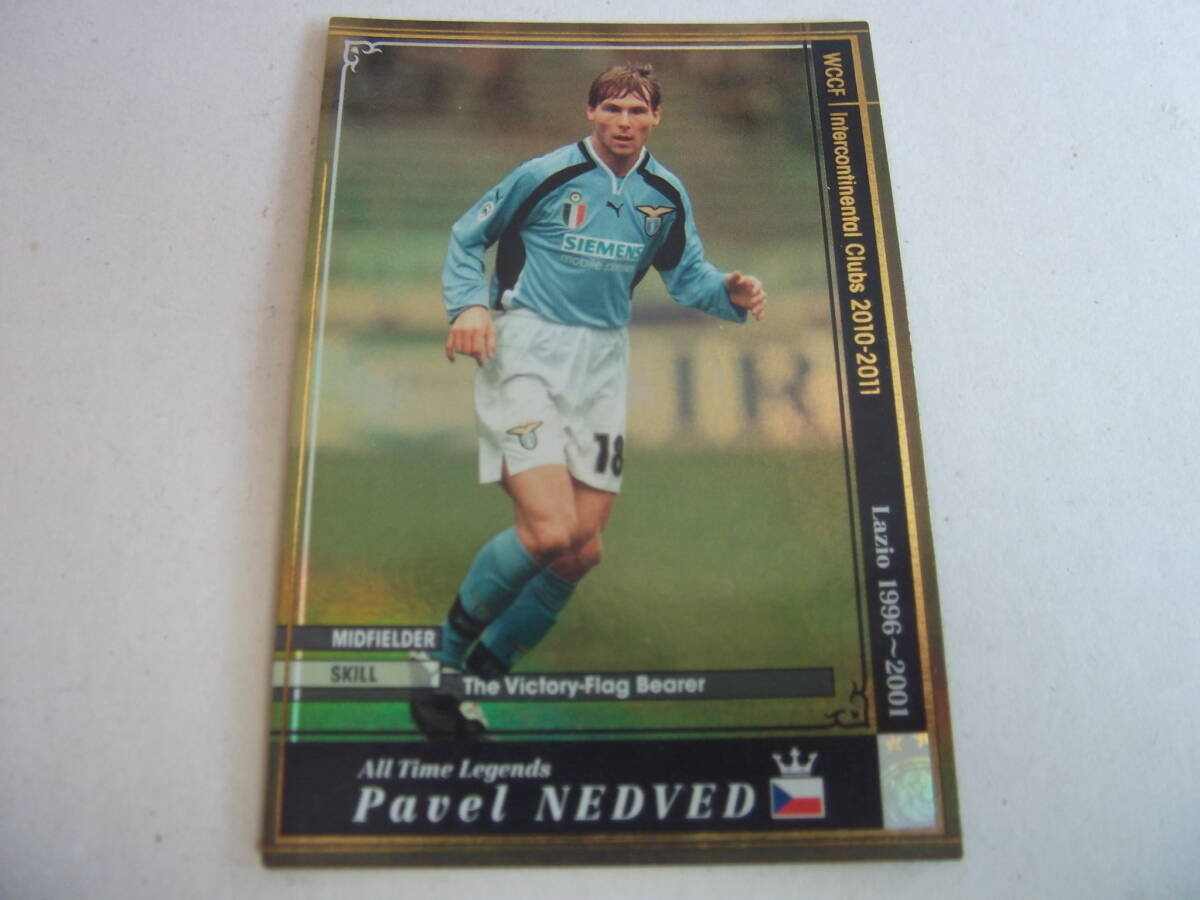 WCCF | Intercontinental Clubs 2010-2011
Lazio 1996~2001
SIEMENS
18
MIDFIELDER
SKILL
The Victory-Flag Bearer
All Time Legends
Pavel NEDVED